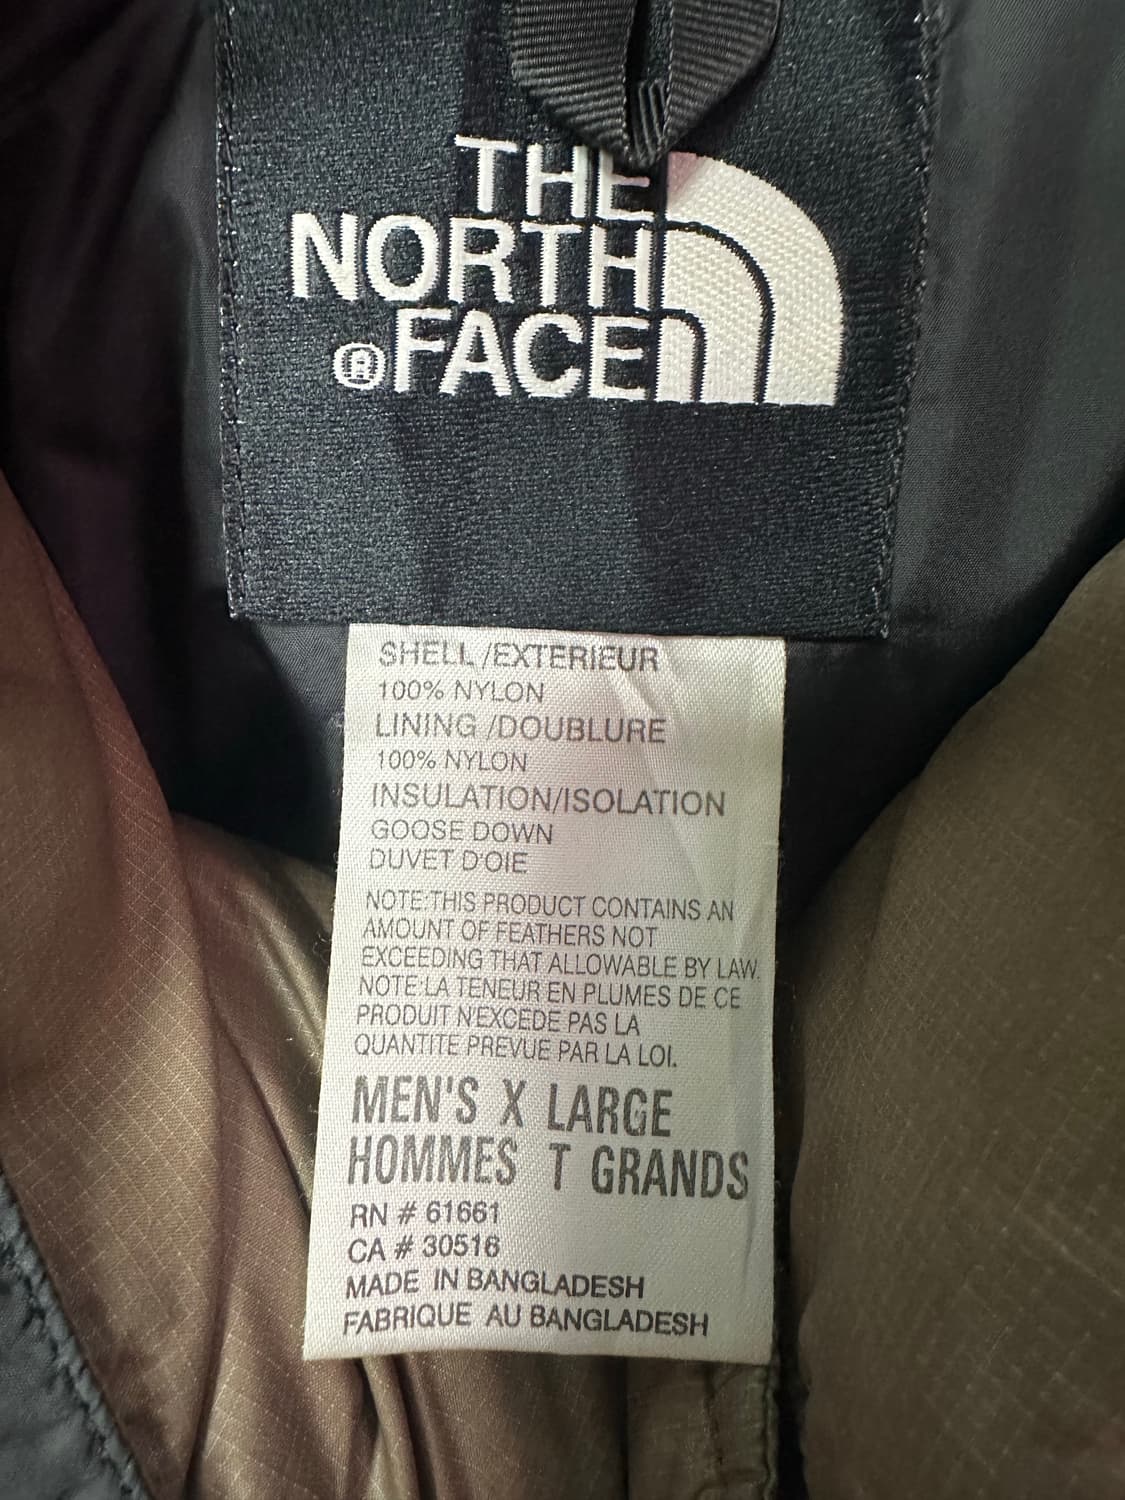 THE
NORTH
® FACE
SHELL/EXTERIEUR
100% NYLON
LINING /DOUBLURE
100% NYLON
INSULATION/ISOLATION
GOOSE DOWN
DUVET D'OIE
NOTE:THIS PRODUCT CONTAINS AN
AMOUNT OF FEATHERS NOT
EXCEEDING THAT ALLOWABLE BY LAW.
NOTE:LA TENEUR EN PLUMES DE CE
PRODUIT N'EXCEDE PAS LA
QUANTITE PREVUE PAR LA LOI.
MEN'S X LARGE
HOMMES T GRANDS
RN # 61661
CA # 30516
MADE IN BANGLADESH
FABRIQUE AU BANGLADESH